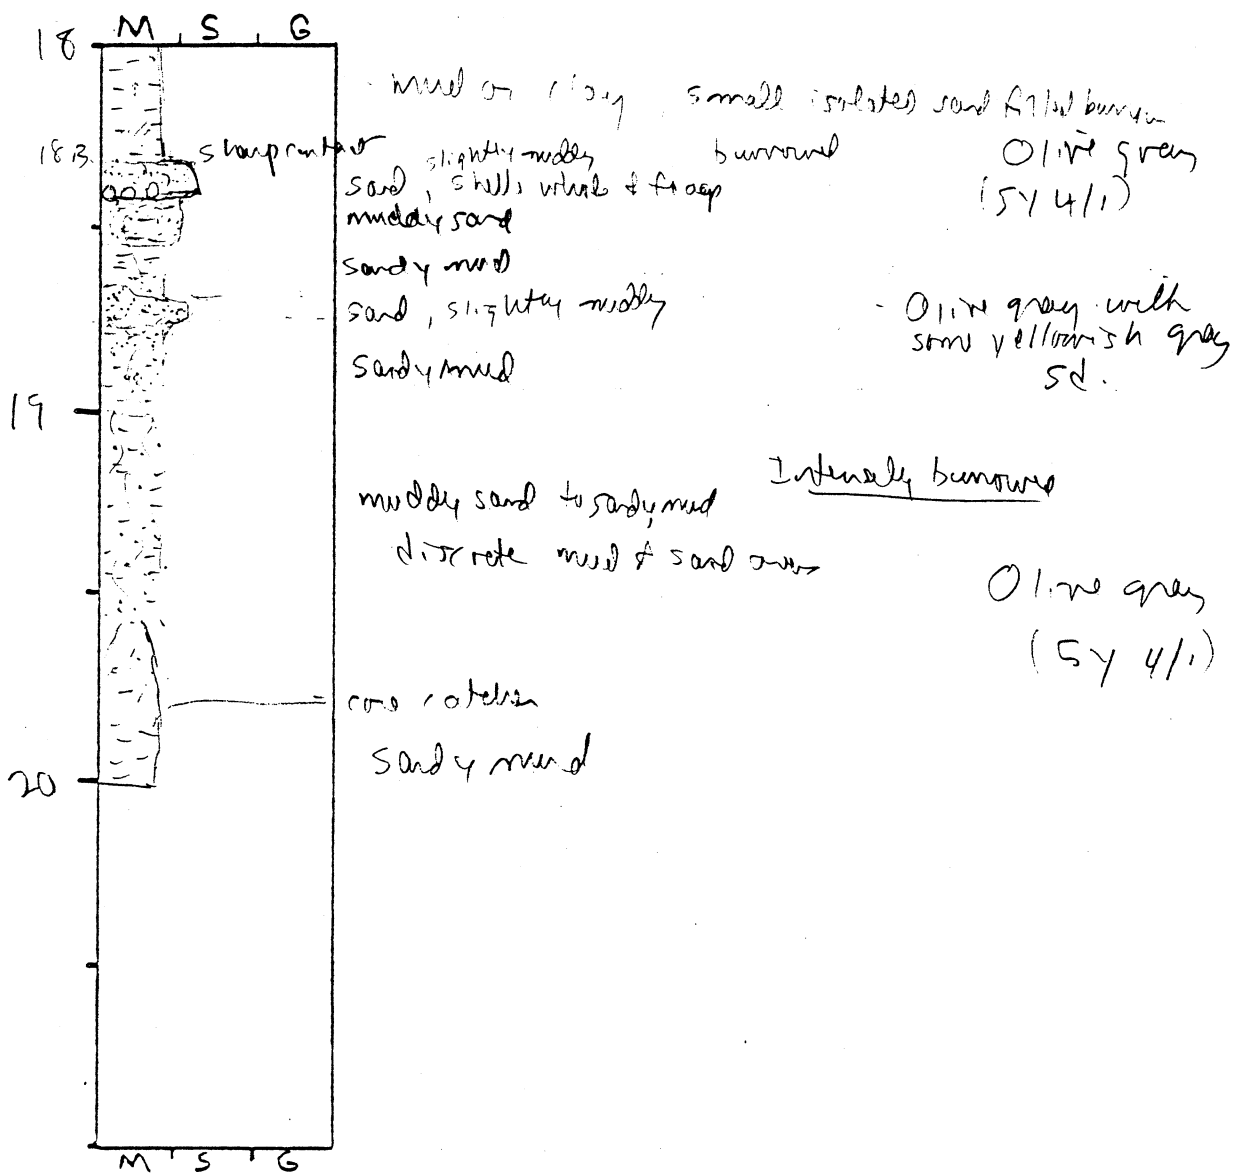 M S G
18
mud or clay, small isolated sand filled burrow
18.3 sharp contact
slightly muddy burrowed Olive gray
sand, shells whole & frags (5Y 4/1)
muddy sand
sandy mud
sand, slightly muddy - Olive gray with
some yellowish gray
sandy mud sd.
19
Intensely burrowed
muddy sand to sandy mud
discrete mud & sand areas
Olive gray
(5Y 4/1)
core catcher
sandy mud
20
M S G